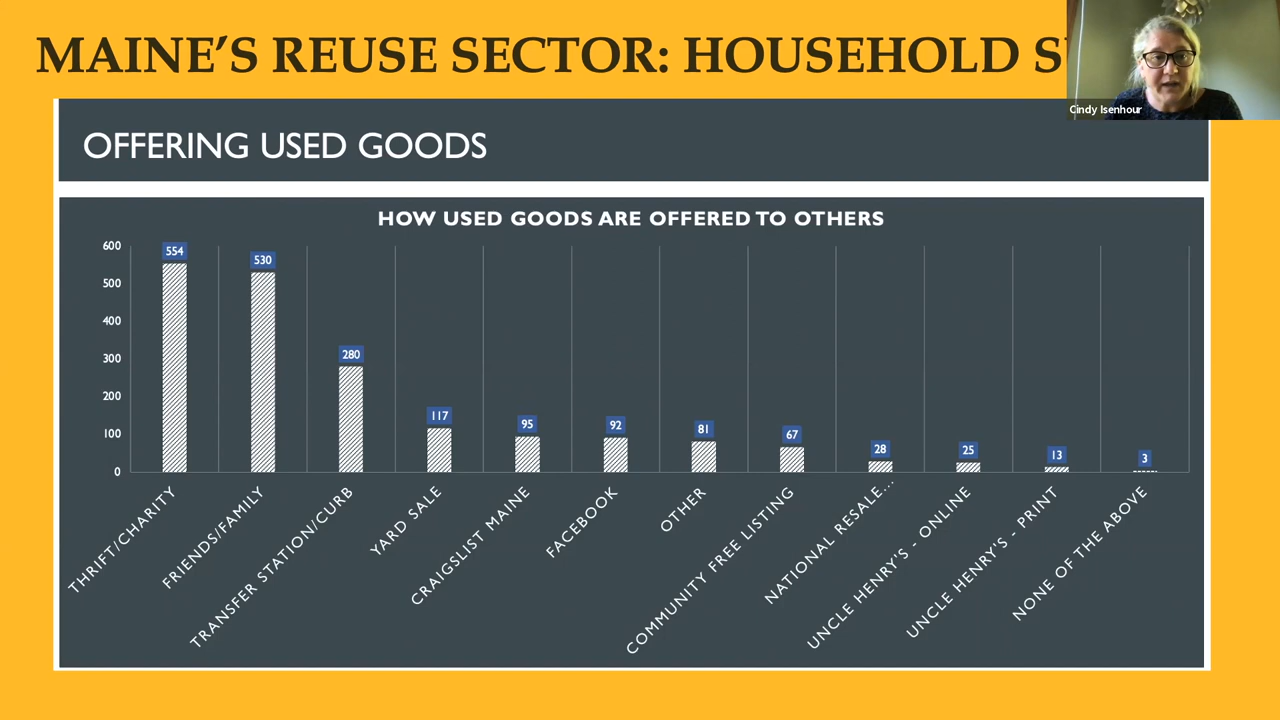 MAINE'S REUSE SECTOR: HOUSEHOLD S
Cindy Isenhour
OFFERING USED GOODS
HOW USED GOODS ARE OFFERED TO OTHERS
600
500
400
300
200
100
0
554
530
280
117
95
92
81
67
28
25
13
3
THRIFT/CHARITY
FRIENDS/FAMILY
TRANSFER STATION/CURB
YARD SALE
CRAIGSLIST MAINE
FACEBOOK
OTHER
COMMUNITY FREE LISTING
NATIONAL RESALE...
UNCLE HENRY'S - ONLINE
UNCLE HENRY'S - PRINT
NONE OF THE ABOVE